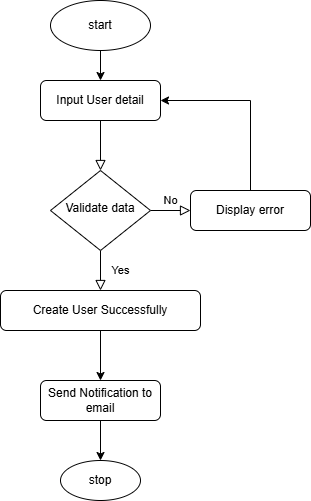 start
Input User detail
Validate data
No
Display error
Yes
Create User Successfully
Send Notification to
email
stop